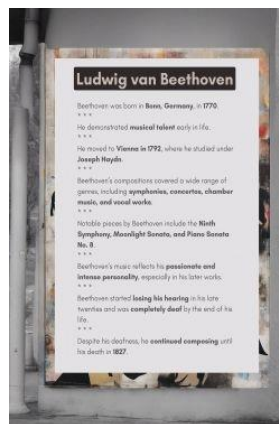 Ludwig van Beethoven
Beethoven was born in Bonn, Germany, in 1770.
* * *
He demonstrated musical talent early in life.
* * *
He moved to Vienna in 1792, where he studied under
Joseph Haydn.
* * *
Beethoven's compositions covered a wide range of
genres, including symphonies, concertos, chamber
music, and vocal works.
* * *
Notable pieces by Beethoven include the Ninth
Symphony, Moonlight Sonata, and Piano Sonata
No. 8.
* * *
Beethoven's music reflects his passionate and
intense personality, especially in his later works.
* * *
Beethoven started losing his hearing in his late
twenties and was completely deaf by the end of his
life.
* * *
Despite his deafness, he continued composing until
his death in 1827.